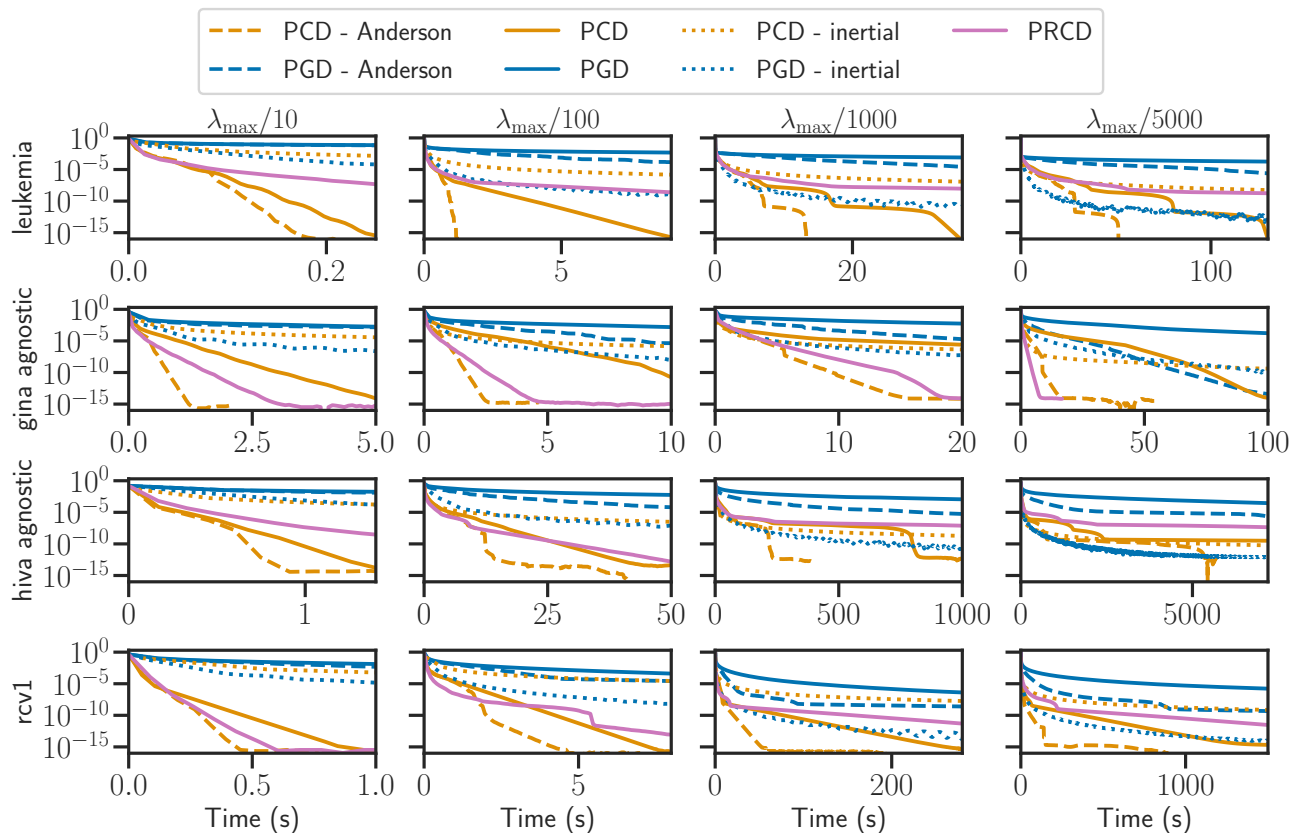 PCD - Anderson PCD PCD - inertial PRCD
PGD - Anderson PGD PGD - inertial
λmax/10 λmax/100 λmax/1000 λmax/5000
leukemia
10^0
10^-5
10^-10
10^-15
0.0 0.2 0 5 0 20 0 100
gina agnostic
10^0
10^-5
10^-10
10^-15
0.0 2.5 5.0 0 5 10 0 10 20 0 50 100
hiva agnostic
10^0
10^-5
10^-10
10^-15
0 1 0 25 50 0 500 1000 0 5000
rcv1
10^0
10^-5
10^-10
10^-15
0.0 0.5 1.0 0 5 0 200 0 1000
Time (s) Time (s) Time (s) Time (s)